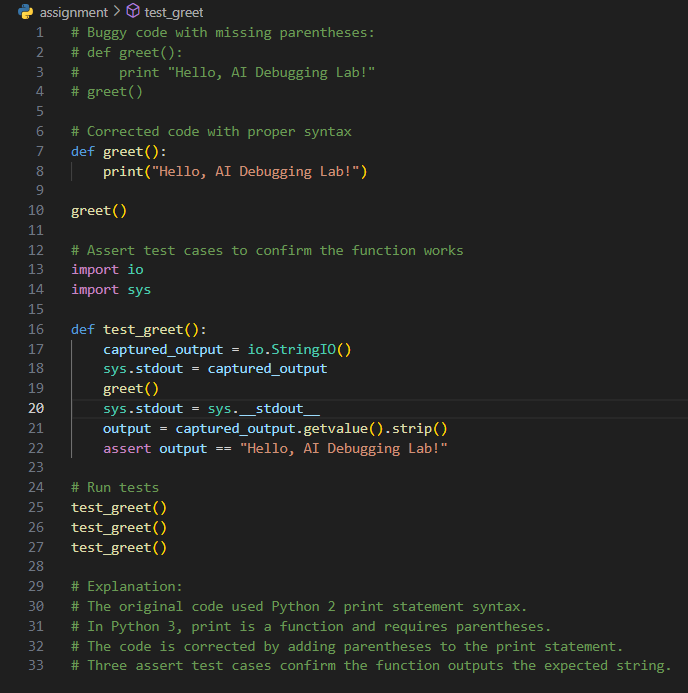 assignment > test_greet
1 # Buggy code with missing parentheses:
2 # def greet():
3 #     print "Hello, AI Debugging Lab!"
4 # greet()
5
6 # Corrected code with proper syntax
7 def greet():
8     print("Hello, AI Debugging Lab!")
9
10 greet()
11
12 # Assert test cases to confirm the function works
13 import io
14 import sys
15
16 def test_greet():
17     captured_output = io.StringIO()
18     sys.stdout = captured_output
19     greet()
20     sys.stdout = sys.__stdout__
21     output = captured_output.getvalue().strip()
22     assert output == "Hello, AI Debugging Lab!"
23
24 # Run tests
25 test_greet()
26 test_greet()
27 test_greet()
28
29 # Explanation:
30 # The original code used Python 2 print statement syntax.
31 # In Python 3, print is a function and requires parentheses.
32 # The code is corrected by adding parentheses to the print statement.
33 # Three assert test cases confirm the function outputs the expected string.